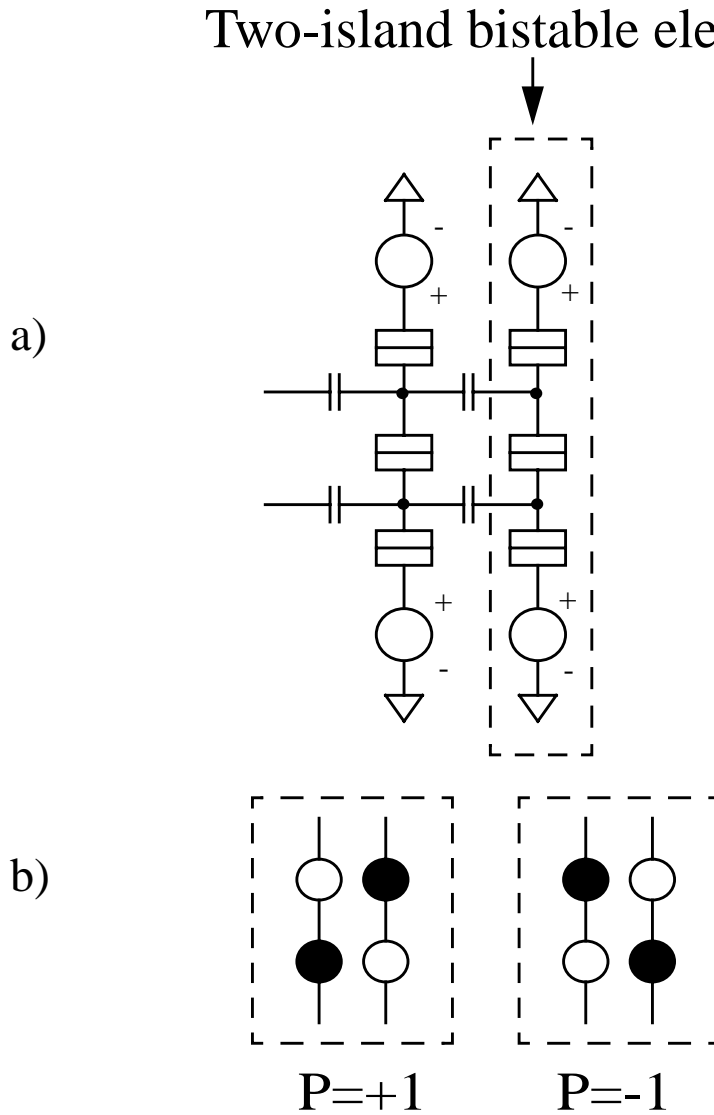 Two-island bistable ele
a)
- -
+ +
+ +
- -
b)
P=+1 P=-1